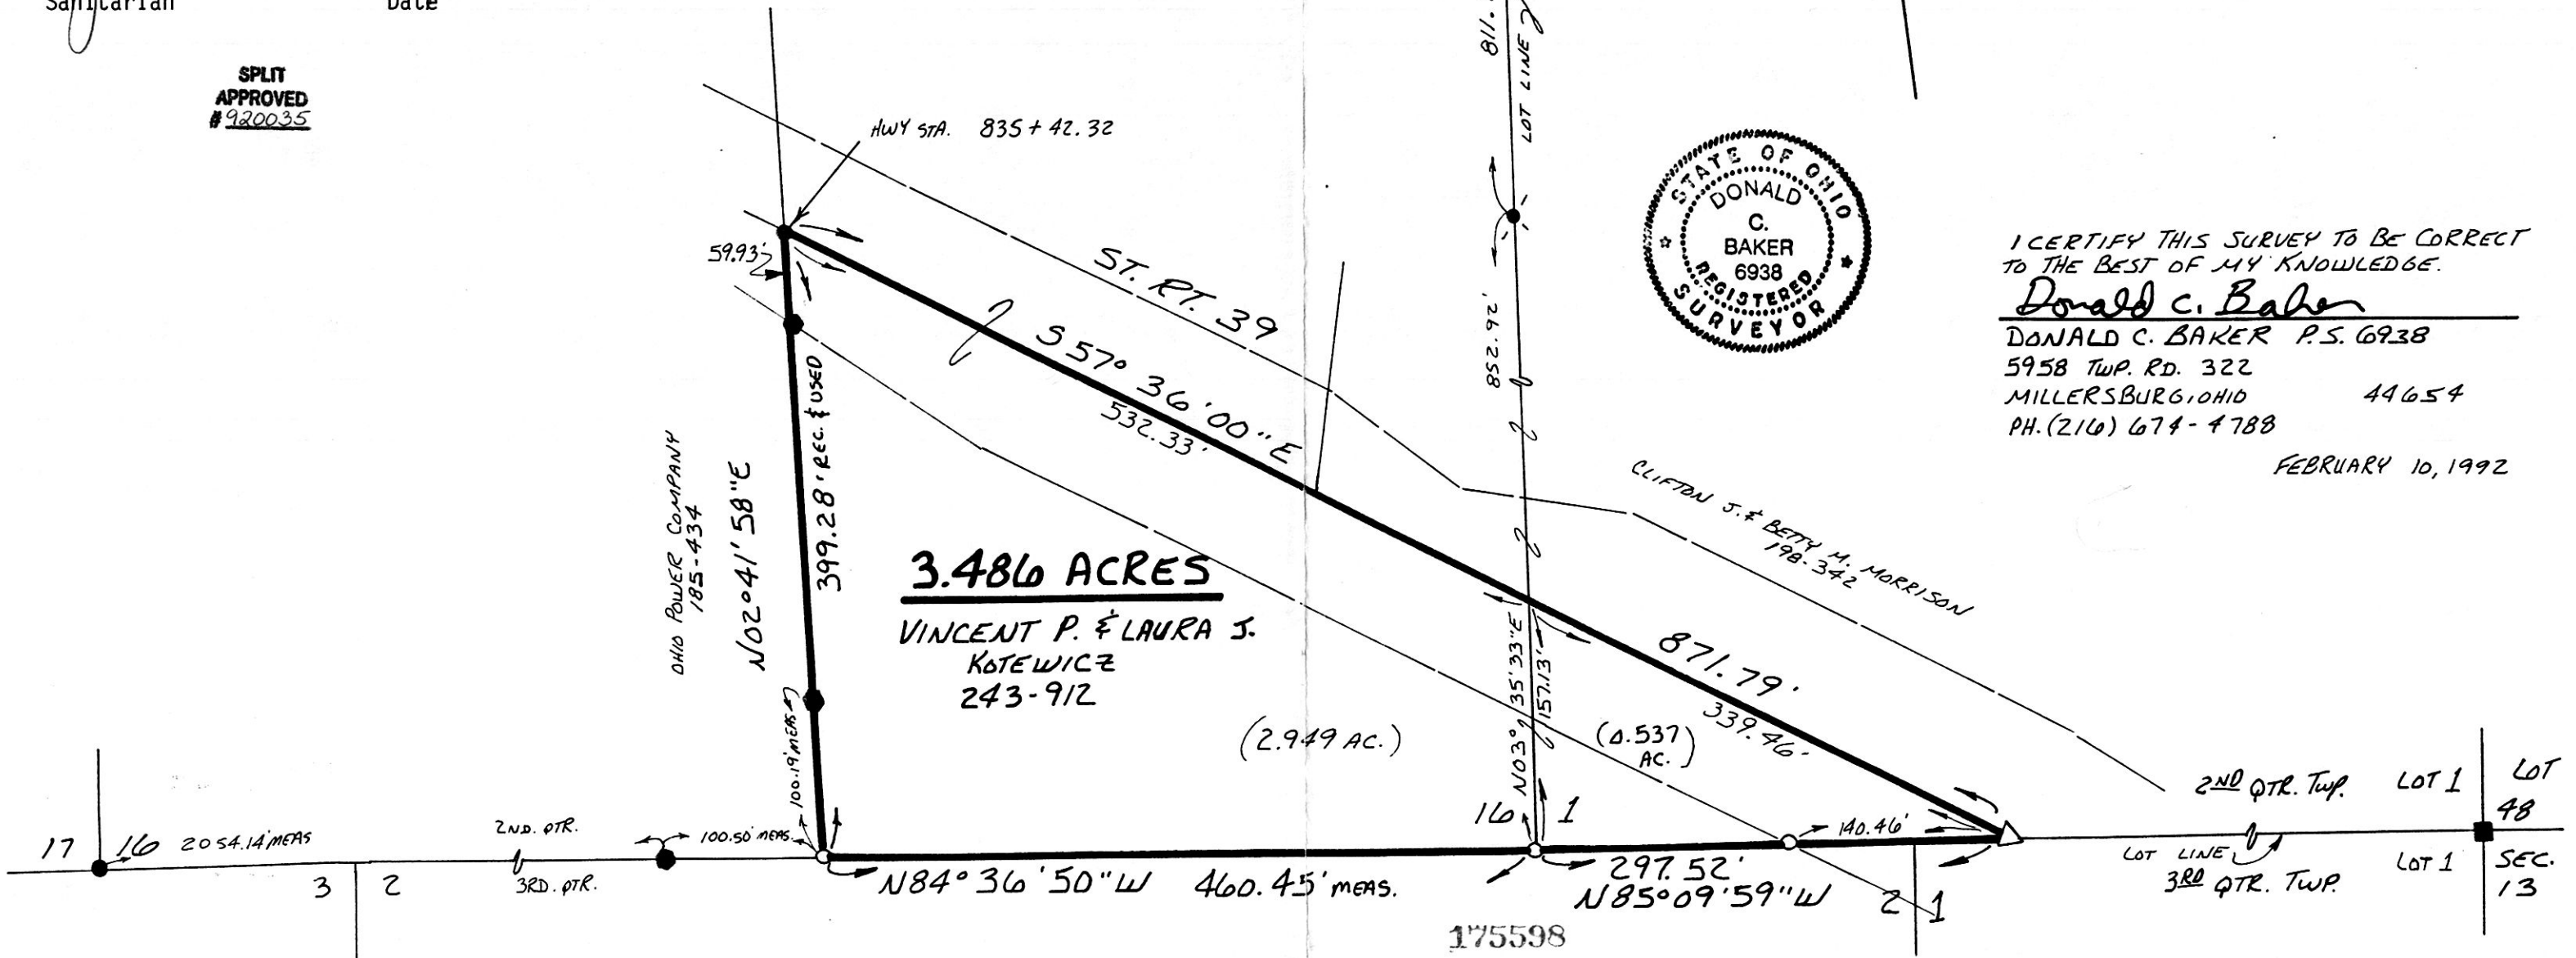 Sanitarian Date
SPLIT
APPROVED
# 920035
HWY STA. 835 + 42.32
59.93'
ST. RT. 39
S 57° 36' 00" E
532.33'
871.79'
339.46'
811.
LOT LINE
852.92'
STATE OF OHIO
DONALD
C.
BAKER
6938
REGISTERED
SURVEYOR
I CERTIFY THIS SURVEY TO BE CORRECT
TO THE BEST OF MY KNOWLEDGE.
Donald C. Baker
DONALD C. BAKER P.S. 6938
5958 TWP. RD. 322
MILLERSBURG, OHIO 44654
PH. (216) 674-4788
FEBRUARY 10, 1992
CLIFTON J. & BETTY M. MORRISON
198-342
OHIO POWER COMPANY
185-434
N02°41'58"E
399.28' REC. & USED
100.19' MEAS
3.486 ACRES
VINCENT P. & LAURA J.
KOTEWICZ
243-912
(2.949 AC.)
N03° 35' 33" E
157.13'
(0.537)
AC.
17 16 2054.14' MEAS
2ND. QTR.
100.50' MEAS.
3 2
3RD. QTR.
N84°36'50"W 460.45' MEAS.
16 1
297.52'
N85°09'59"W
140.46'
2 1
2ND QTR. TWP. LOT 1
LOT
48
LOT LINE
3RD QTR. TWP. LOT 1
SEC.
13
175598